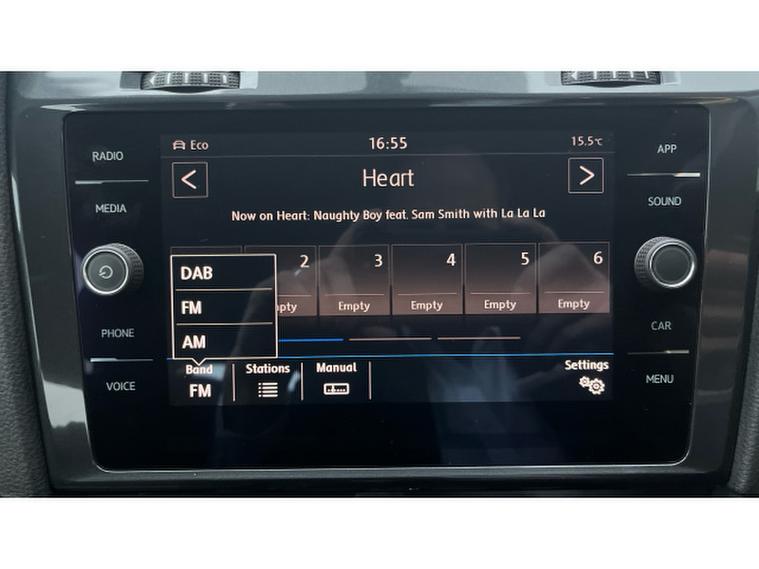 RADIO
MEDIA
PHONE
VOICE
Eco 16:55 15.5°C
< Heart >
Now on Heart: Naughty Boy feat. Sam Smith with La La La
2 3 4 5 6
pty Empty Empty Empty Empty
DAB
FM
AM
Band Stations Manual Settings
FM
APP
SOUND
CAR
MENU